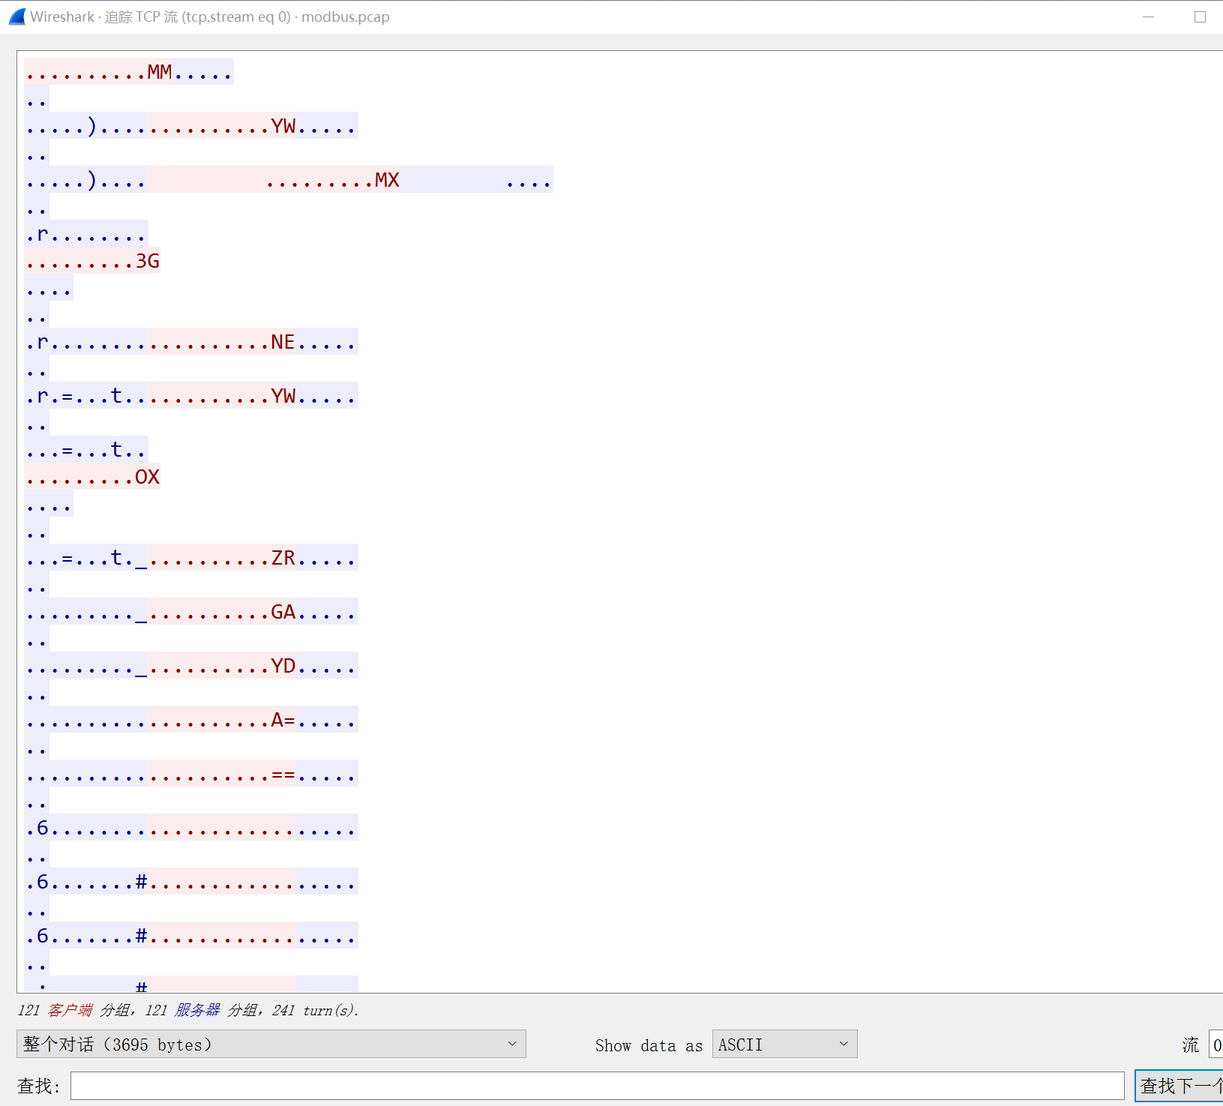 Wireshark · 追踪 TCP 流 (tcp.stream eq 0) · modbus.pcap
..........MM.....
..
.....)..............YW.....
..
.....)....          .........MX         ....
..
.r........
.........3G
....
..
.r..................NE.....
..
.r.=...t............YW.....
..
...=...t..
.........OX
....
..
...=...t._..........ZR.....
..
........._..........GA.....
..
........._..........YD.....
..
....................A=.....
..
....................==.....
..
.6.........................
..
.6.......#.................
..
.6.......#.................
..
.        #
121 客户端 分组, 121 服务器 分组, 241 turn(s).
整个对话 (3695 bytes)
Show data as ASCII
流 0
查找:
查找下一个